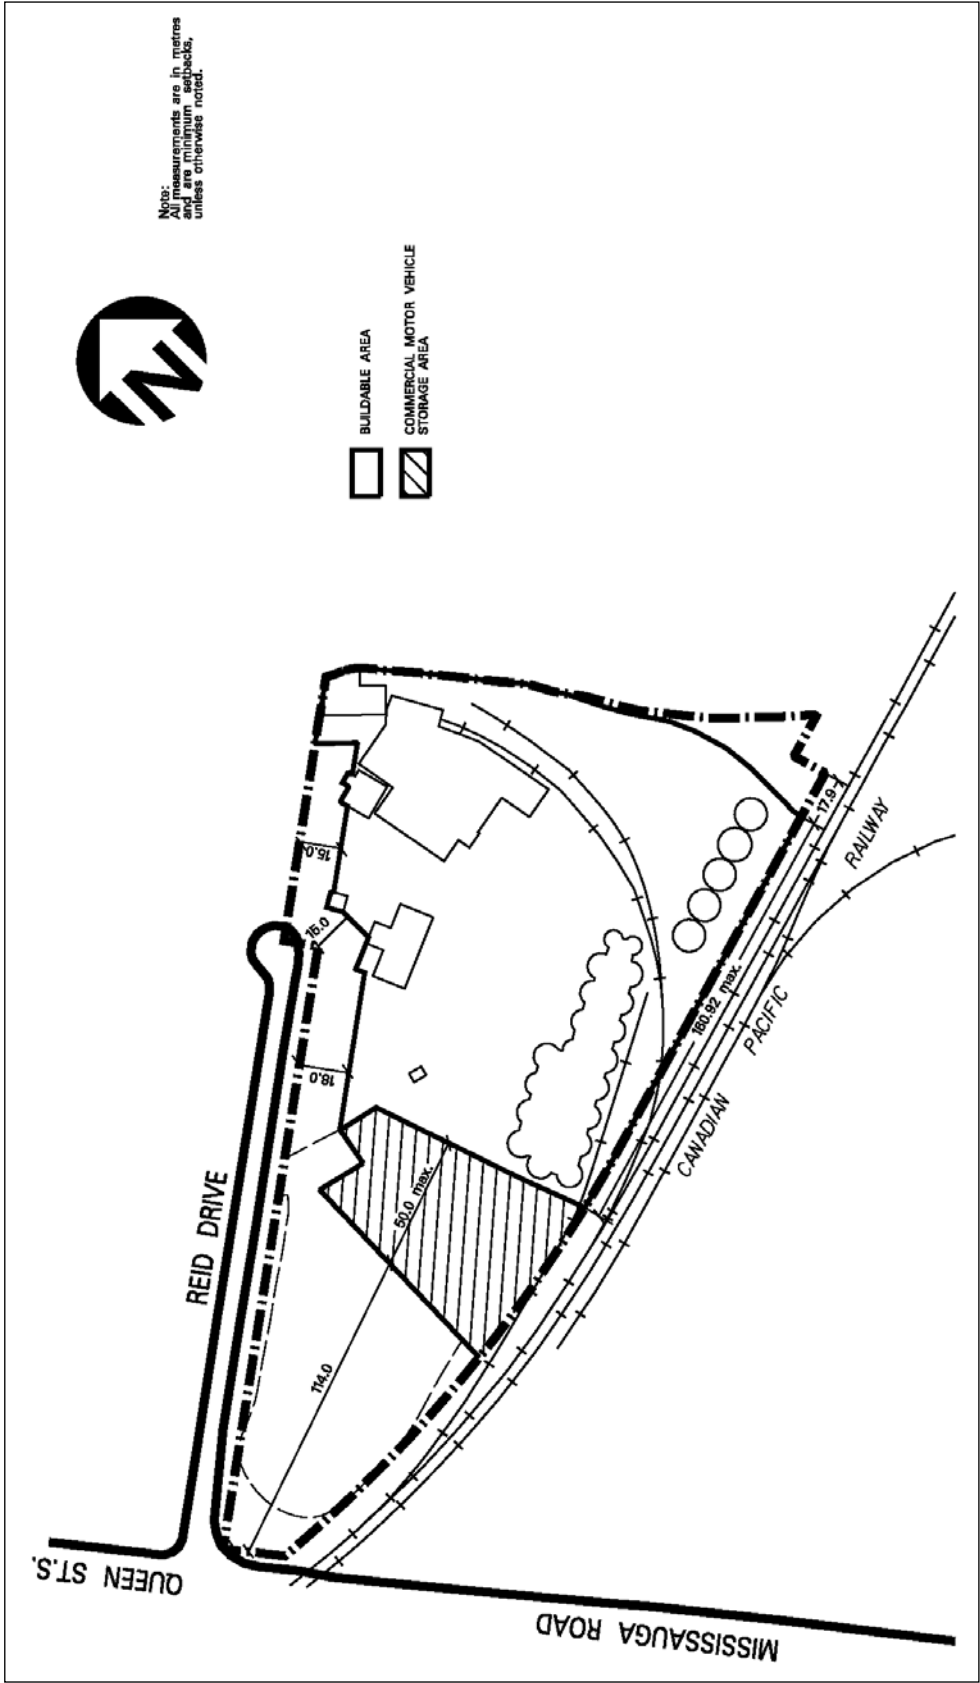 Note:
All measurements are in metres
and are minimum setbacks,
unless otherwise noted.
N
BUILDABLE AREA
COMMERCIAL MOTOR VEHICLE
STORAGE AREA
REID DRIVE
QUEEN ST.S.
MISSISSAUGA ROAD
CANADIAN
PACIFIC
RAILWAY
15.0
15.0
18.0
50.0 max.
114.0
180.92 max.
17.9